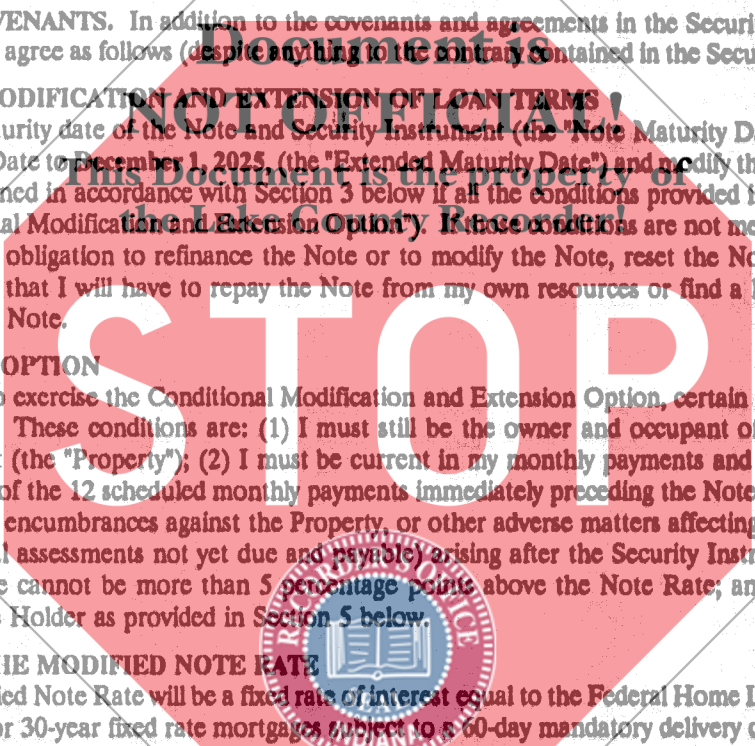 VENANTS. In addition to the covenants and agreements in the Securi
Document is
agree as follows (despite anything to the contrary contained in the Secu
ODIFICATION AND EXTENSION OF LOAN TERMS
NOT OFFICIAL!
urity date of the Note and Security Instrument (the "Note Maturity D
Date to December 1, 2025, (the "Extended Maturity Date") and modify th
This Document is the property of
ned in accordance with Section 3 below if all the conditions provided
al Modification and Extension Option"). If those conditions are not me
the Lake County Recorder!
obligation to refinance the Note or to modify the Note, reset the No
that I will have to repay the Note from my own resources or find a
Note.
STOP
OPTION
o exercise the Conditional Modification and Extension Option, certain
These conditions are: (1) I must still be the owner and occupant of
(the "Property"); (2) I must be current in my monthly payments and
of the 12 scheduled monthly payments immediately preceding the Note
encumbrances against the Property, or other adverse matters affecting
l assessments not yet due and payable) arising after the Security Instr
e cannot be more than 5 percentage points above the Note Rate; an
Holder as provided in Section 5 below.
RECORDER'S OFFICE
HE MODIFIED NOTE RATE
ied Note Rate will be a fixed rate of interest equal to the Federal Home L
or 30-year fixed rate mortgages subject to a 60-day mandatory delivery
INDIANA